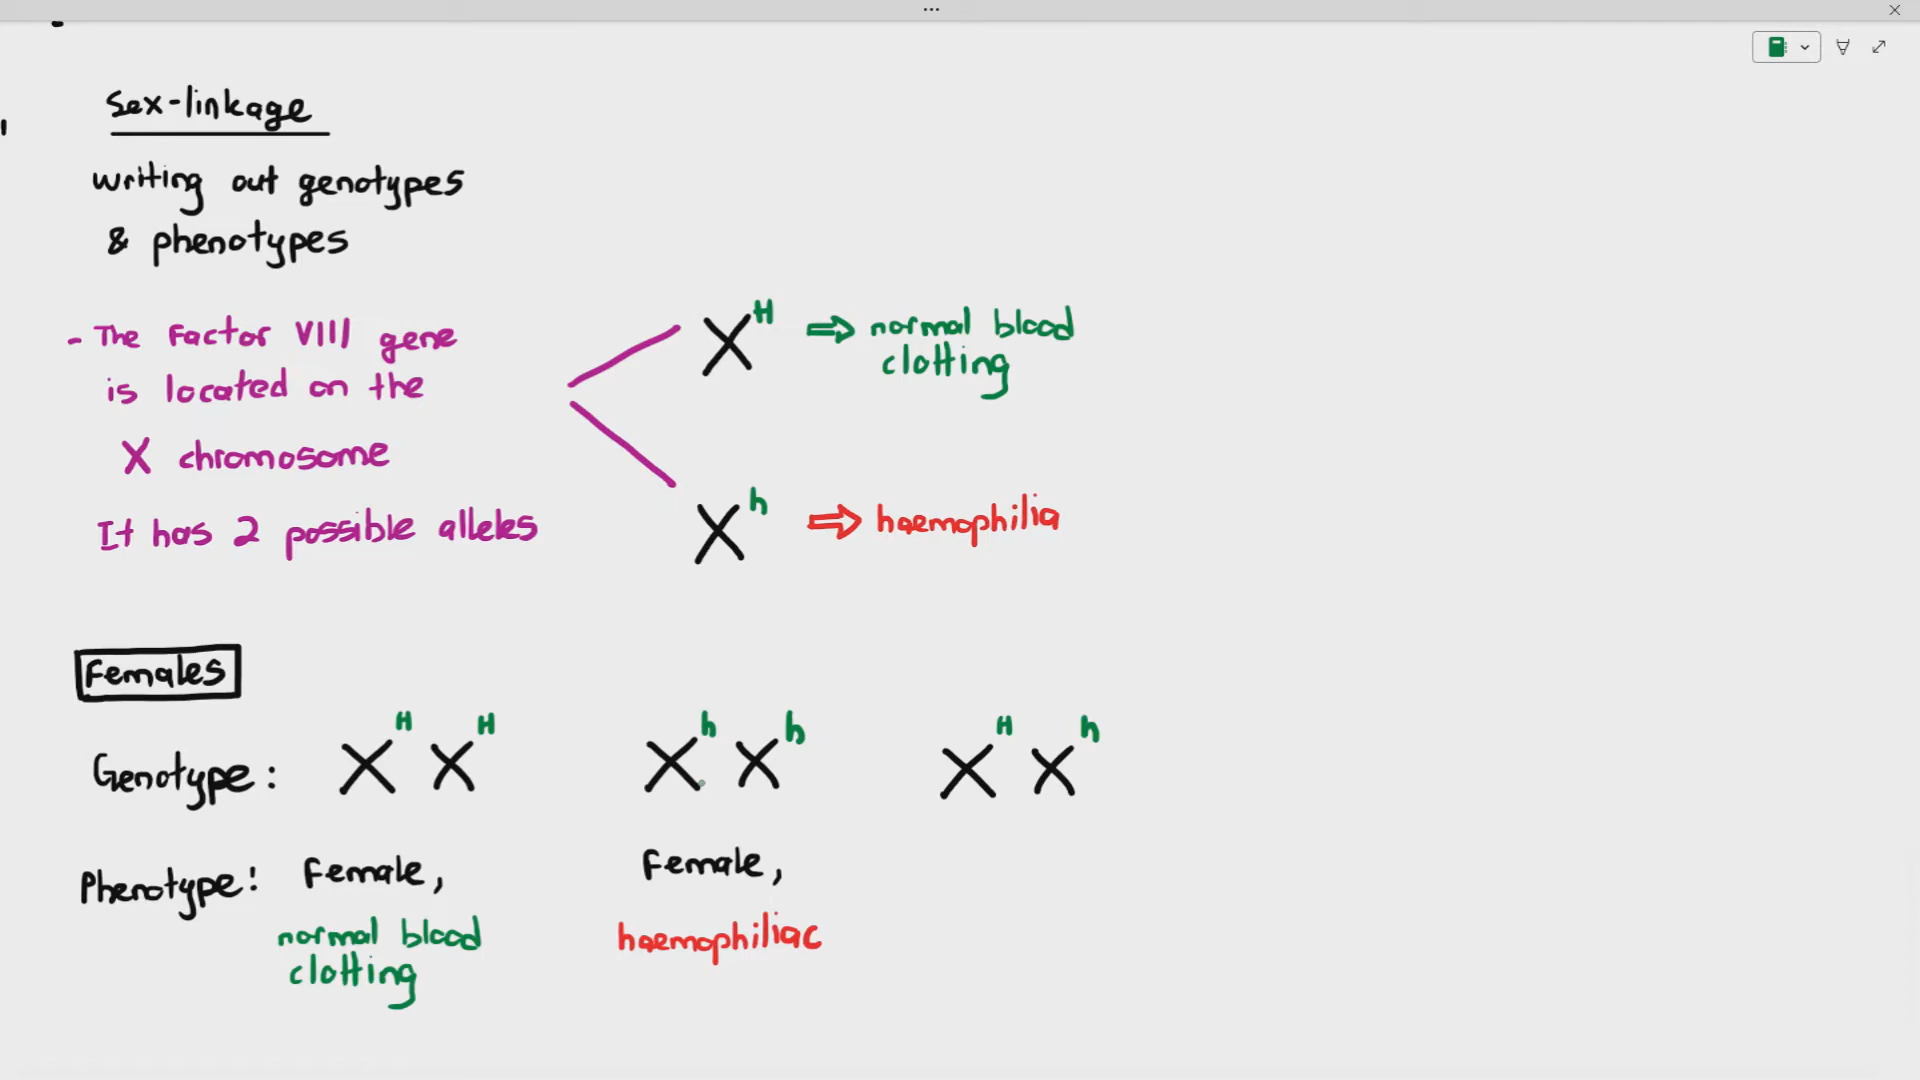 Sex-linkage
writing out genotypes
& phenotypes
- The Factor VIII gene
is located on the
X chromosome
It has 2 possible alleles
X^H ⇒ normal blood
clotting
X^h ⇒ haemophilia
Females
Genotype: X^H X^H X^h X^h X^H X^h
Phenotype: Female, Female,
normal blood haemophiliac
clotting